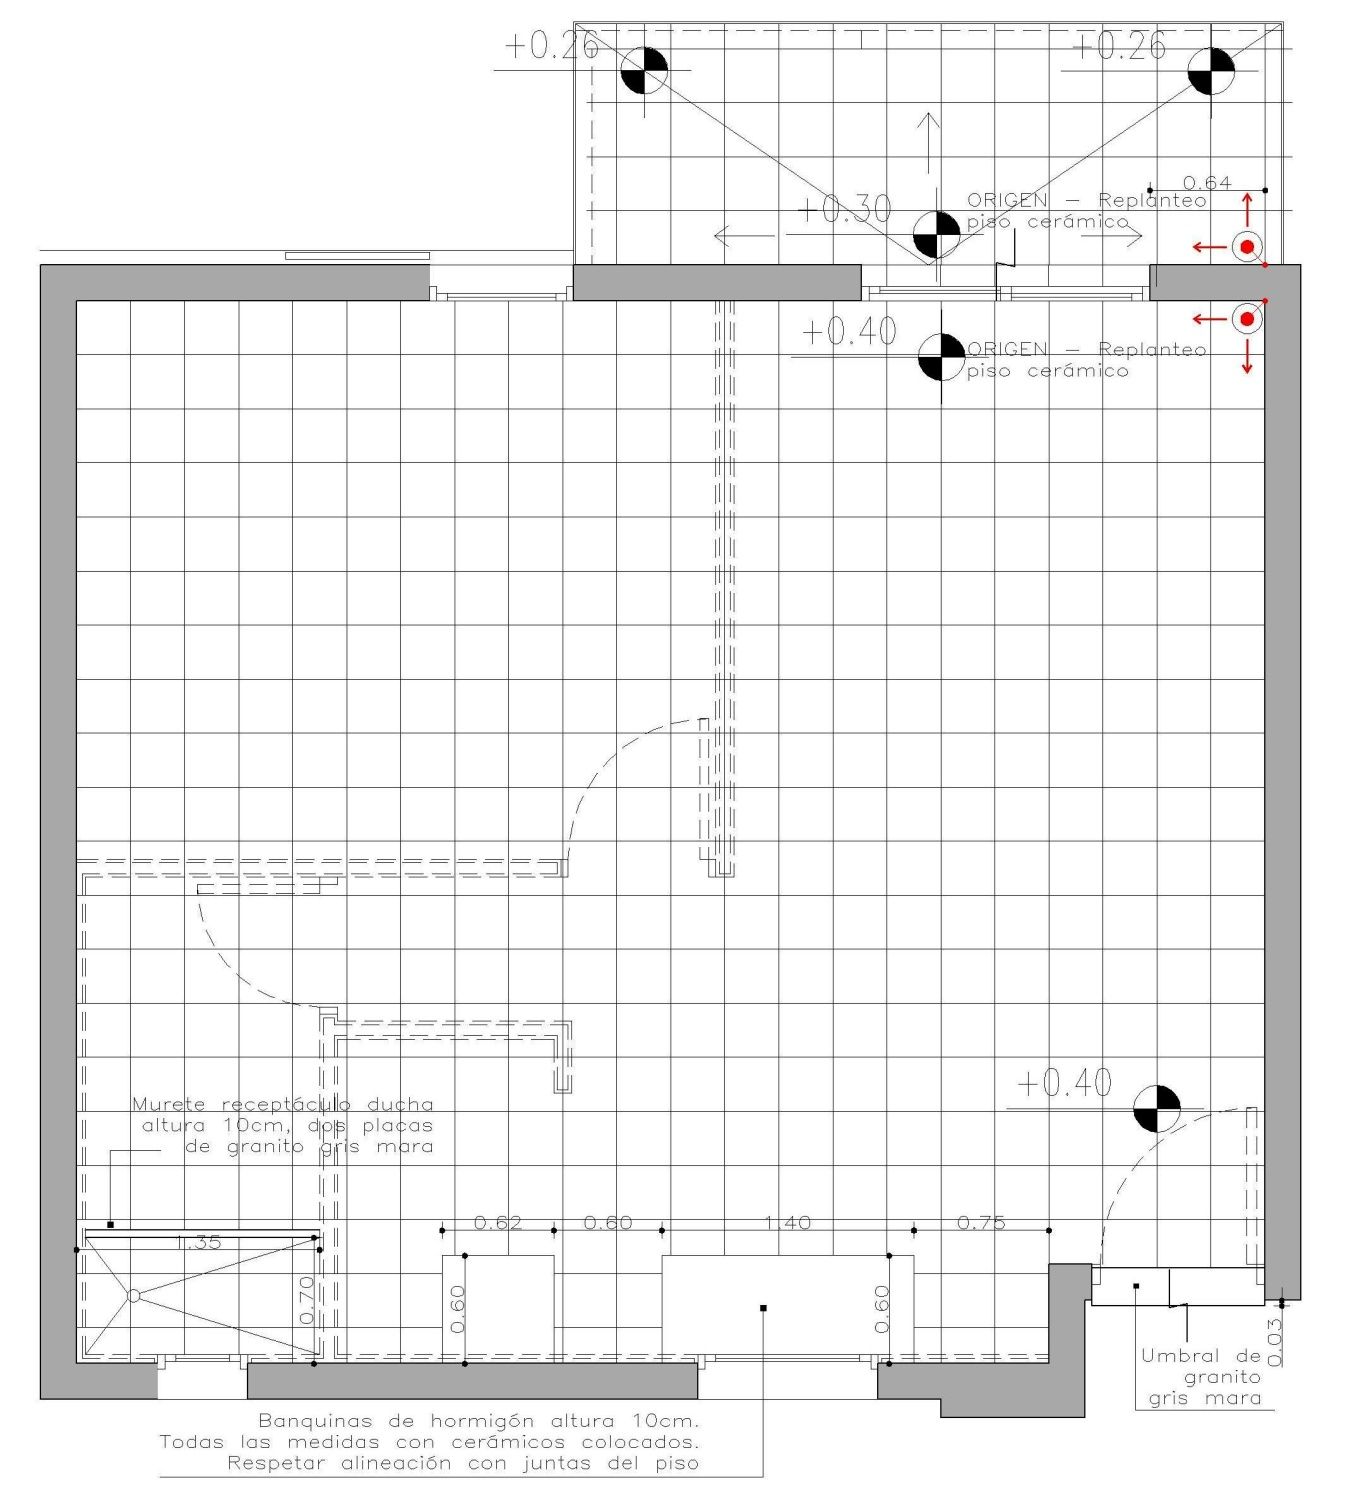 +0.26
+0.26
0.64
+0.30
ORIGEN – Replanteo
piso cerámico
+0.40
ORIGEN – Replanteo
piso cerámico
+0.40
Murete receptáculo ducha
altura 10cm, dos placas
de granito gris mara
0.62
0.60
1.40
0.75
1.35
0.70
0.60
0.60
0.03
Umbral de
granito
gris mara
Banquinas de hormigón altura 10cm.
Todas las medidas con cerámicos colocados.
Respetar alineación con juntas del piso